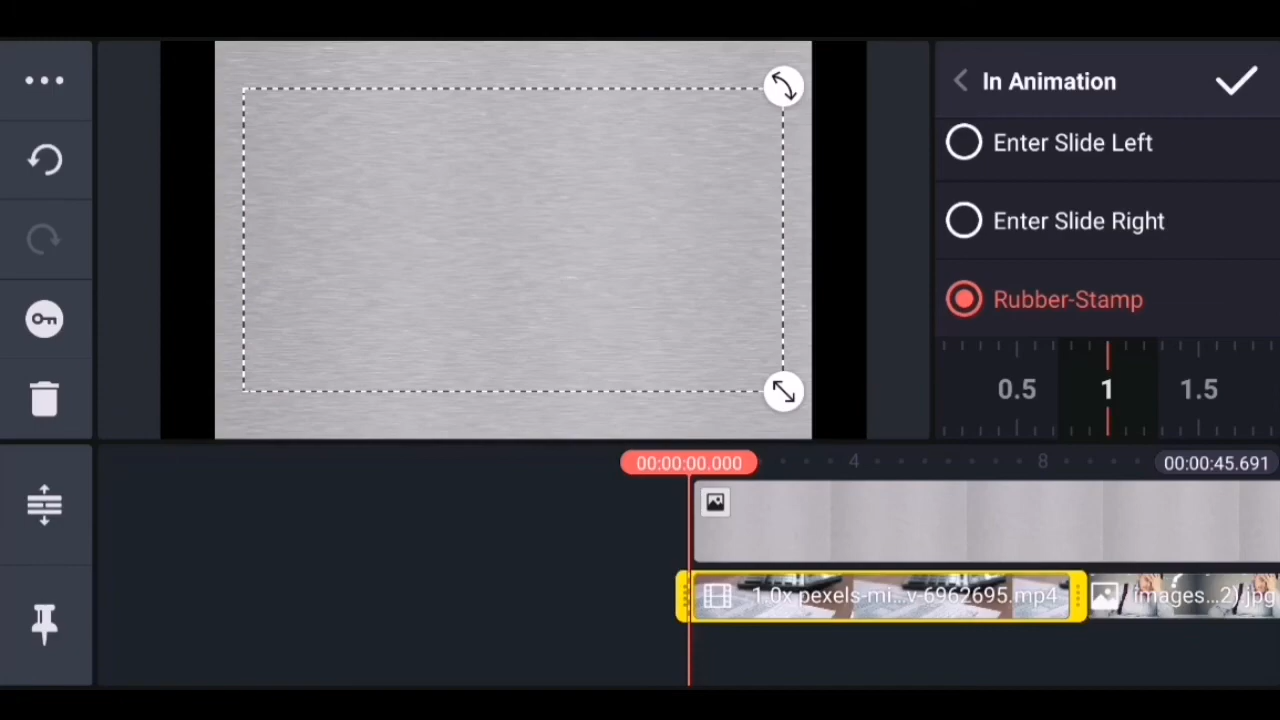 In Animation
Enter Slide Left
Enter Slide Right
Rubber-Stamp
0.5 1 1.5
00:00:00.000 4 8 00:00:45.691
1.0x pexels-mi...v-6962695.mp4 images...2).jpg